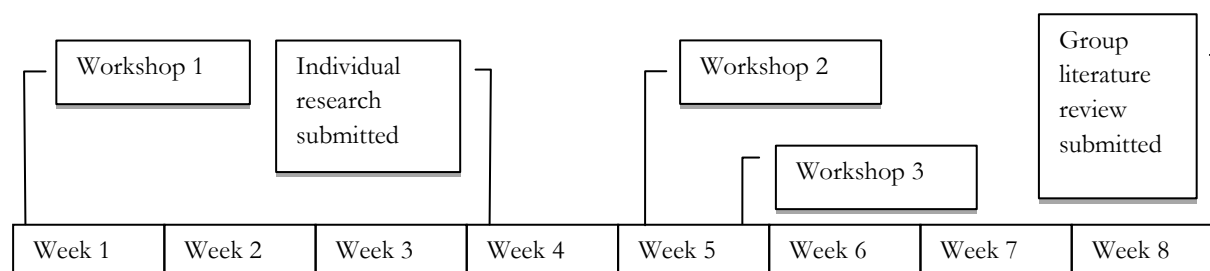 Workshop 1
Individual
research
submitted
Workshop 2
Workshop 3
Group
literature
review
submitted
Week 1
Week 2
Week 3
Week 4
Week 5
Week 6
Week 7
Week 8